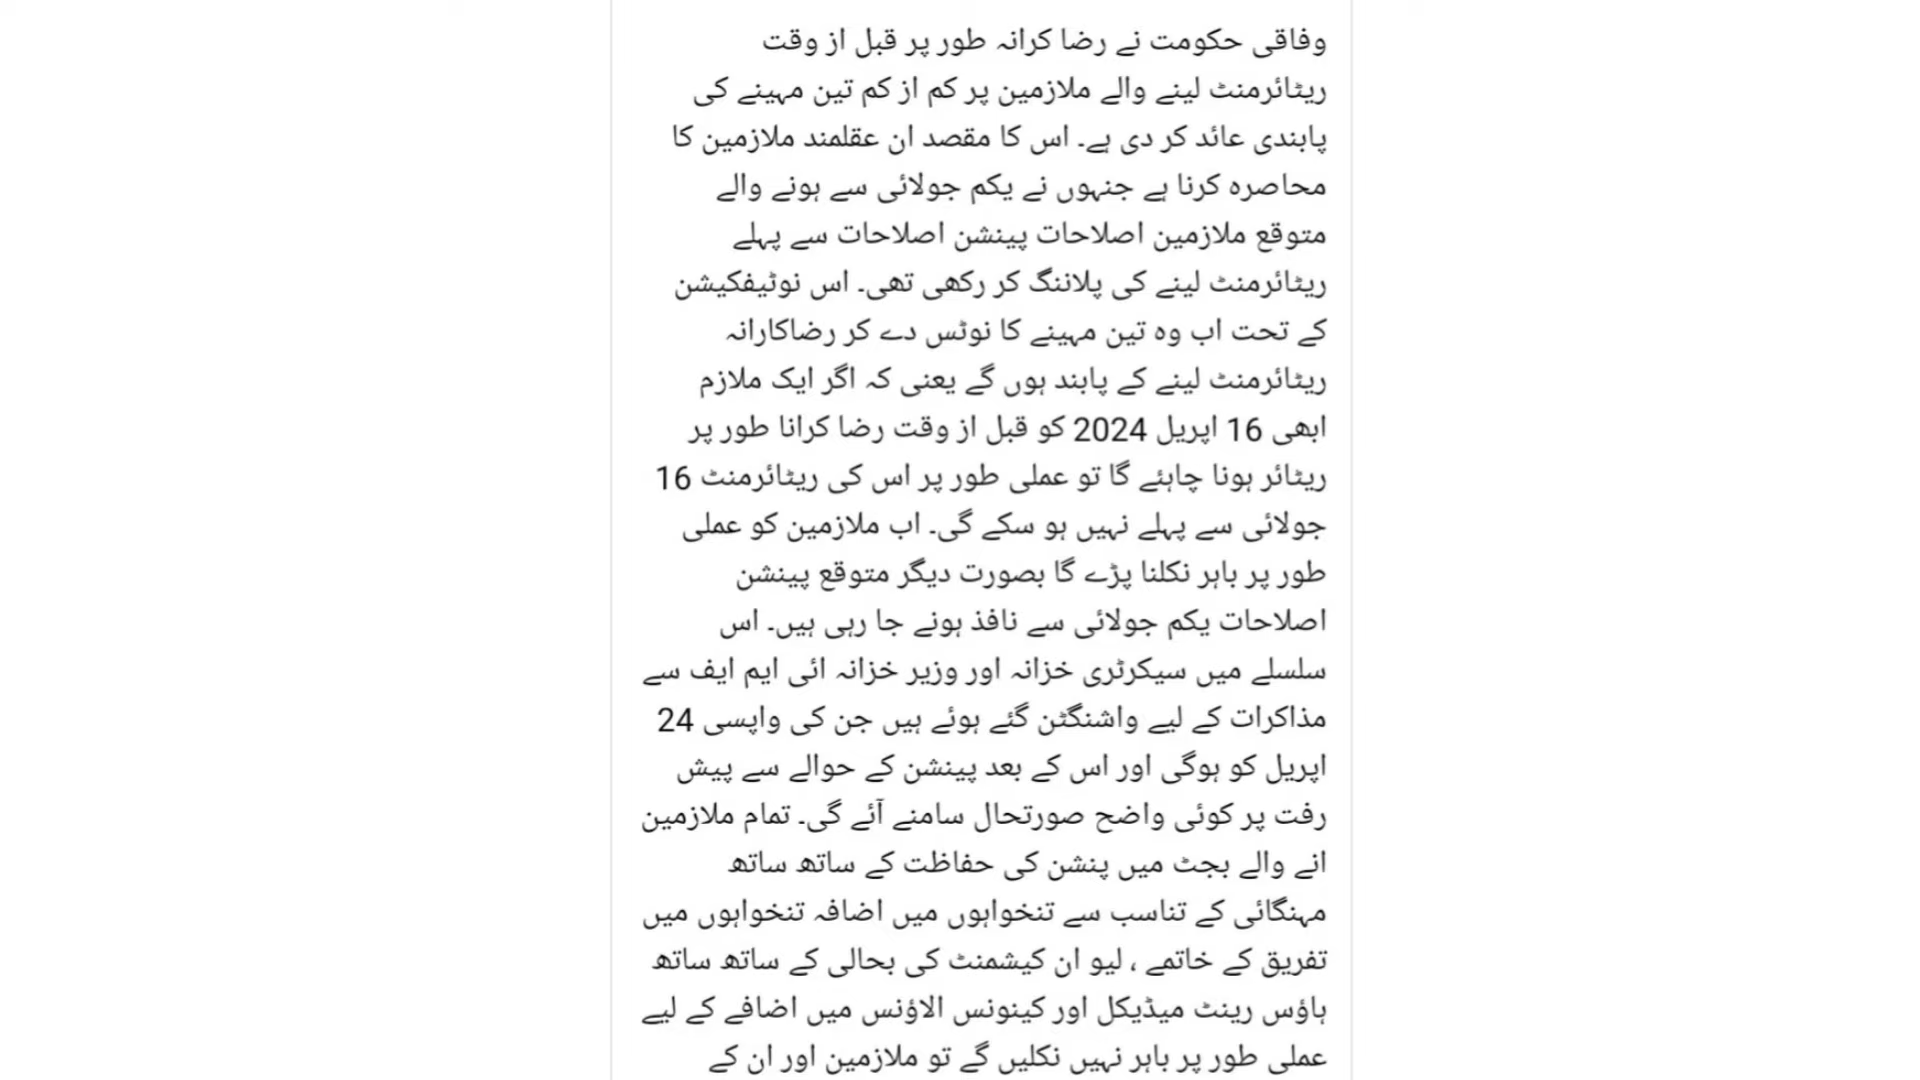 وفاقی حکومت نے رضا کرانہ طور پر قبل از وقت
ریٹائرمنٹ لینے والے ملازمین پر کم از کم تین مہینے کی
پابندی عائد کر دی ہے۔ اس کا مقصد ان عقلمند ملازمین کا
محاصرہ کرنا ہے جنہوں نے یکم جولائی سے ہونے والے
متوقع ملازمین اصلاحات پینشن اصلاحات سے پہلے
ریٹائرمنٹ لینے کی پلاننگ کر رکھی تھی۔ اس نوٹیفکیشن
کے تحت اب وہ تین مہینے کا نوٹس دے کر رضاکارانہ
ریٹائرمنٹ لینے کے پابند ہوں گے یعنی کہ اگر ایک ملازم
ابھی 16 اپریل 2024 کو قبل از وقت رضا کرانا طور پر
ریٹائر ہونا چاہئے گا تو عملی طور پر اس کی ریٹائرمنٹ 16
جولائی سے پہلے نہیں ہو سکے گی۔ اب ملازمین کو عملی
طور پر باہر نکلنا پڑے گا بصورت دیگر متوقع پینشن
اصلاحات یکم جولائی سے نافذ ہونے جا رہی ہیں۔ اس
سلسلے میں سیکرٹری خزانہ اور وزیر خزانہ ائی ایم ایف سے
مذاکرات کے لیے واشنگٹن گئے ہوئے ہیں جن کی واپسی 24
اپریل کو ہوگی اور اس کے بعد پینشن کے حوالے سے پیش
رفت پر کوئی واضح صورتحال سامنے آئے گی۔ تمام ملازمین
انے والے بجٹ میں پنشن کی حفاظت کے ساتھ ساتھ
مہنگائی کے تناسب سے تنخواہوں میں اضافہ تنخواہوں میں
تفریق کے خاتمے ، لیو ان کیشمنٹ کی بحالی کے ساتھ ساتھ
ہاؤس رینٹ میڈیکل اور کینونس الاؤنس میں اضافے کے لیے
عملی طور پر باہر نہیں نکلیں گے تو ملازمین اور ان کے